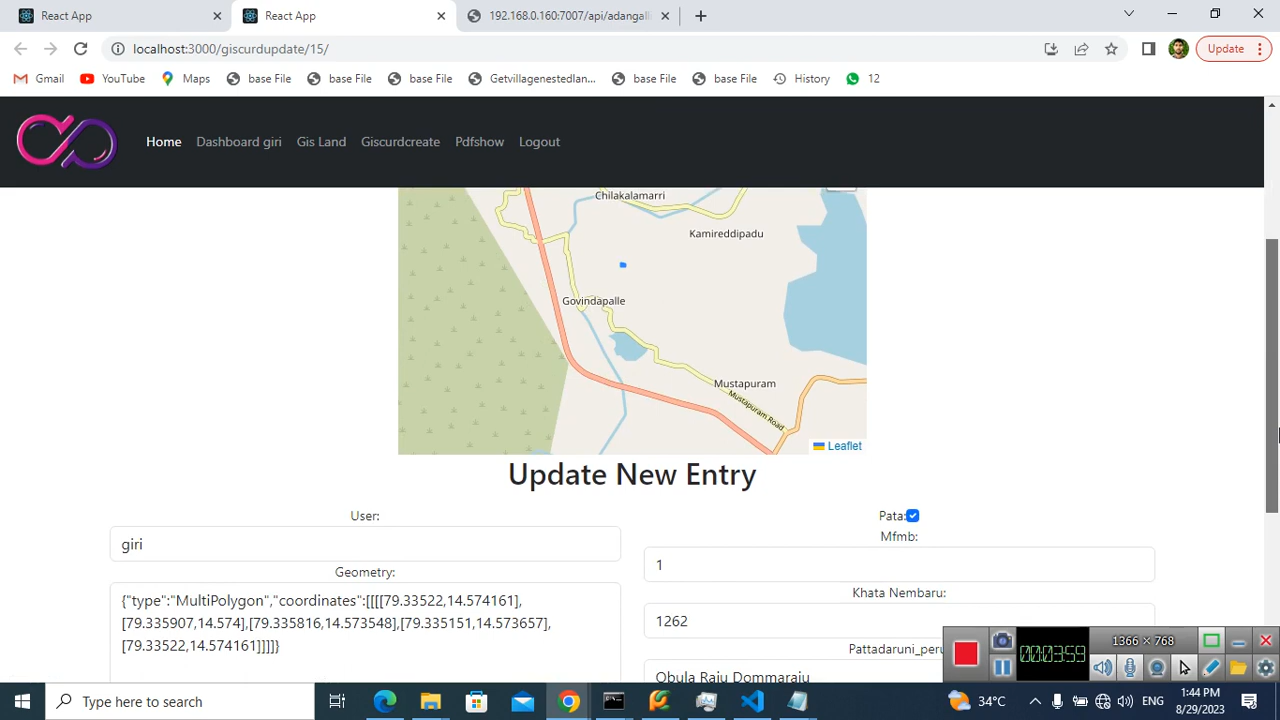 React App
React App
192.168.0.160:7007/api/adangall
localhost:3000/giscurdupdate/15/
Update
Gmail
YouTube
Maps
base File
base File
base File
Getvillagenestedlan...
base File
base File
History
12
Home
Dashboard giri
Gis Land
Giscurdcreate
Pdfshow
Logout
Chilakalamarri
Kamireddipadu
Govindapalle
Mustapuram
Mustapuram Road
Leaflet
Update New Entry
User:
giri
Geometry:
{"type":"MultiPolygon","coordinates":[[[[79.33522,14.574161],
[79.335907,14.574],[79.335816,14.573548],[79.335151,14.573657],
[79.33522,14.574161]]]]}
Pata:
Mfmb:
1
Khata Nembaru:
1262
Pattadaruni_peru
Obula Raju Dommaraju
1366 × 768
00:03:59
Type here to search
34°C
ENG
1:44 PM
8/29/2023